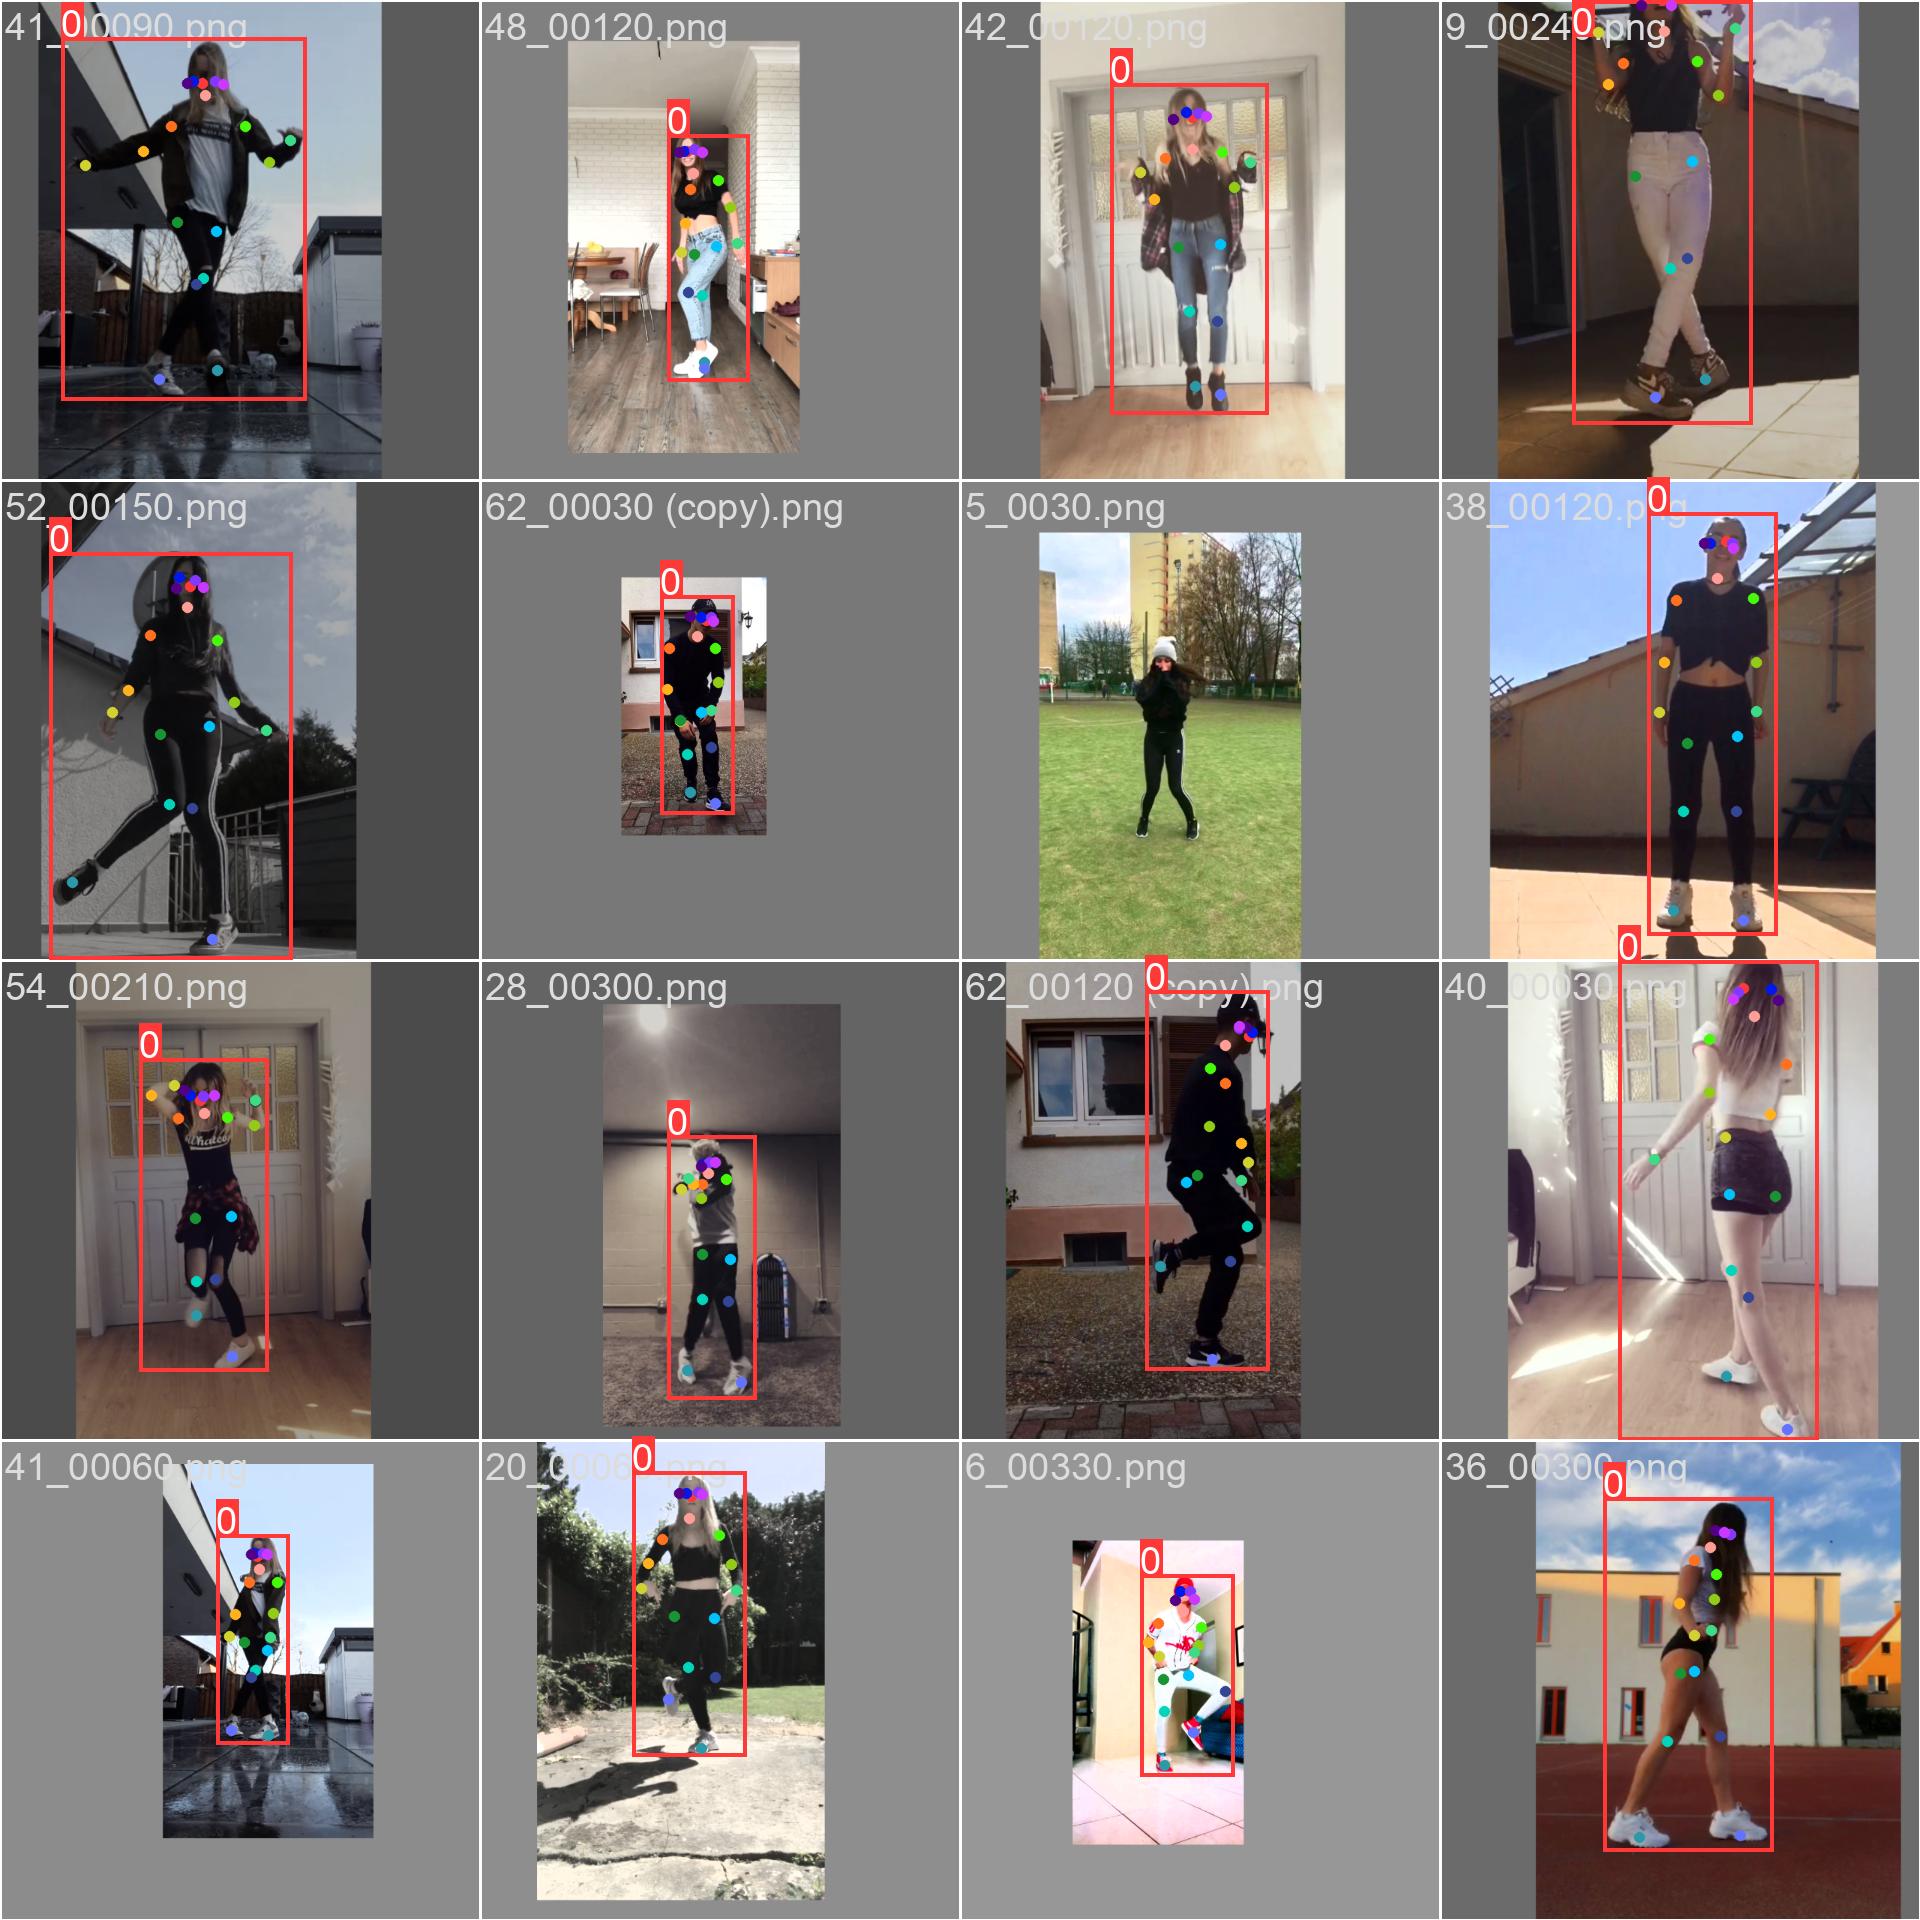 41_00090.png
0
48_00120.png
0
42_00120.png
0
9_00240.png
0
52_00150.png
0
62_00030 (copy).png
0
5_0030.png
38_00120.png
0
54_00210.png
0
28_00300.png
0
62_00120 (copy).png
0
40_00030.png
0
41_00060.png
0
20_00060.png
0
6_00330.png
0
36_00300.png
0